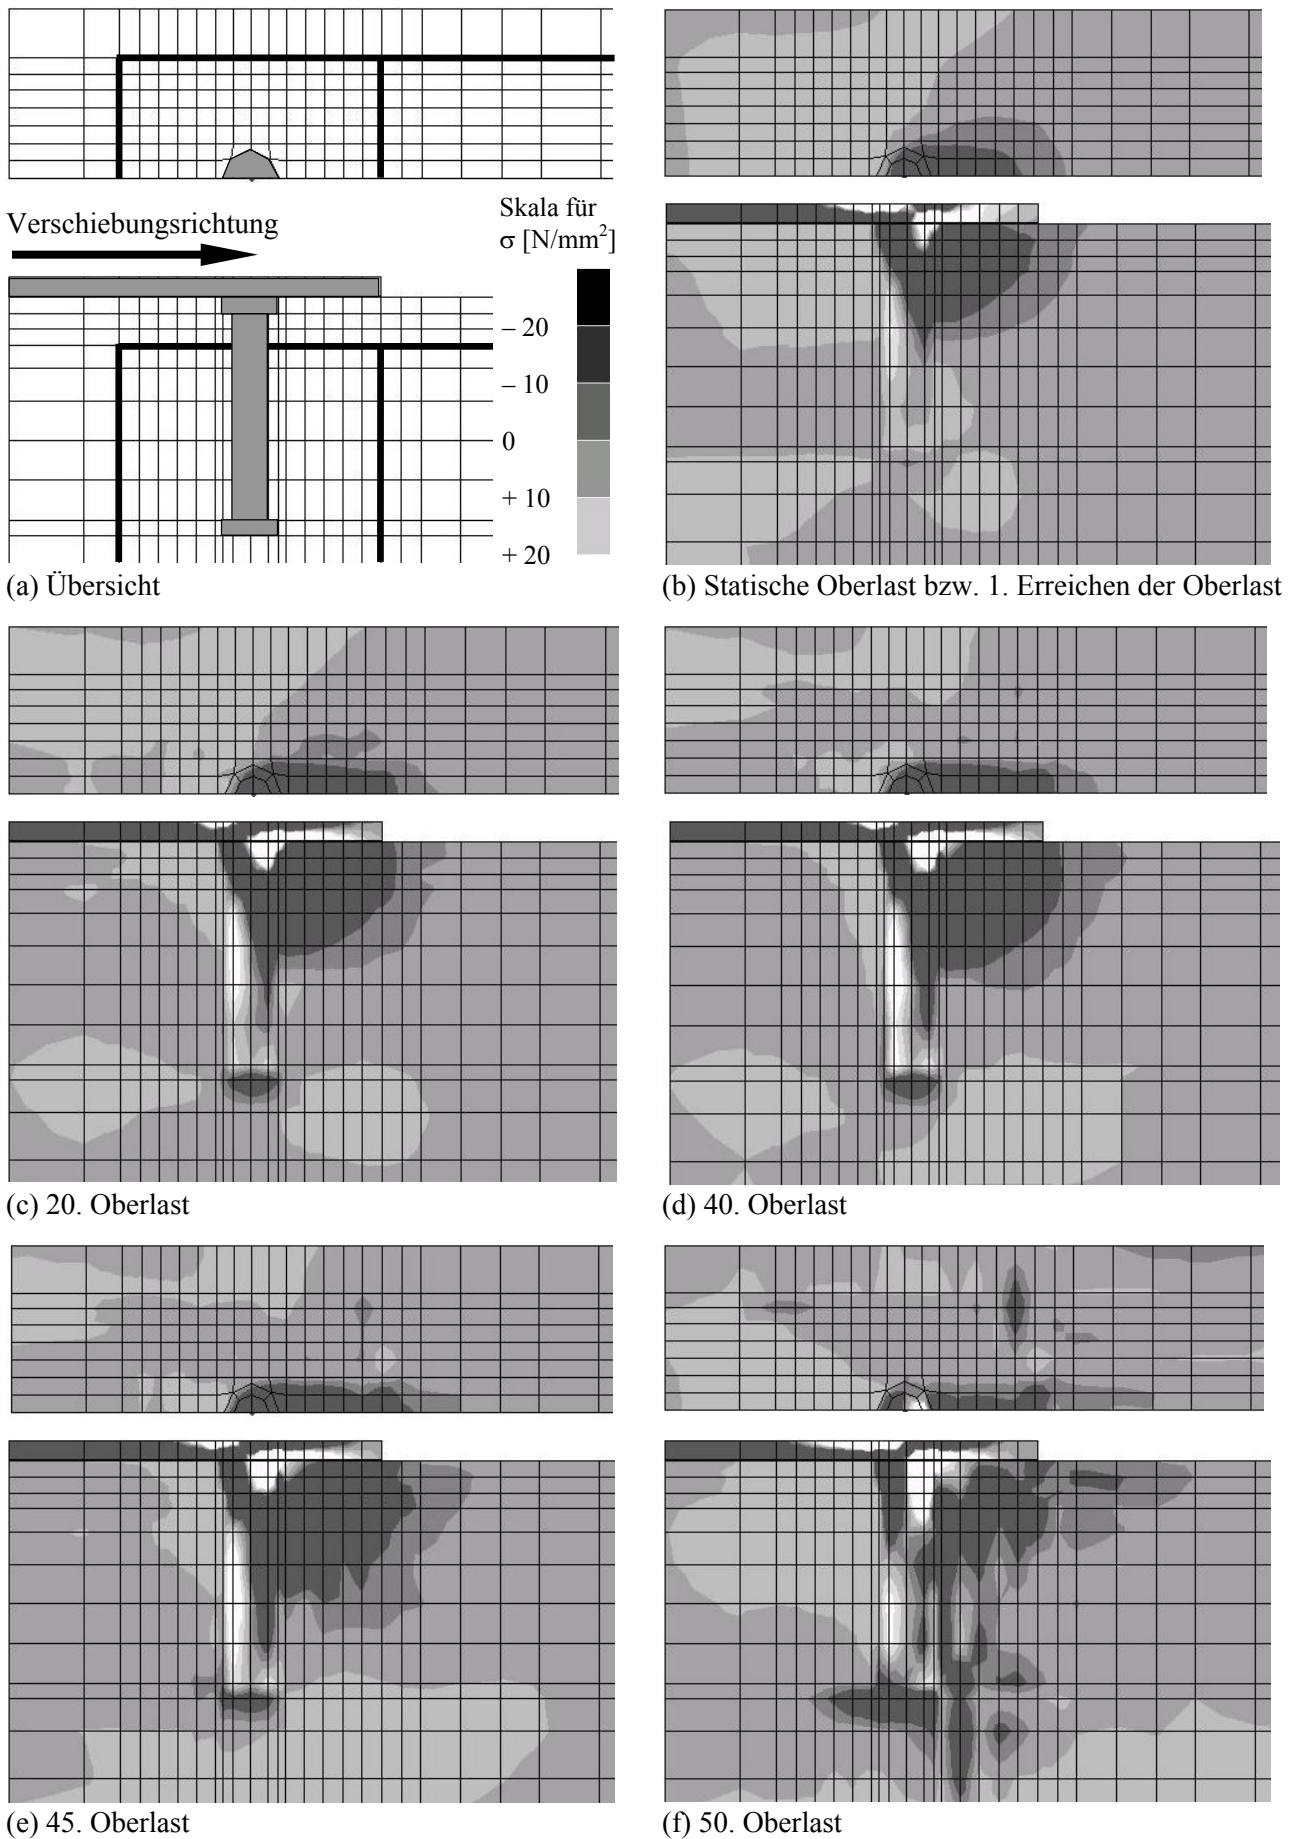 Verschiebungsrichtung
Skala für
σ [N/mm²]
– 20
– 10
0
+ 10
+ 20
(a) Übersicht
(b) Statische Oberlast bzw. 1. Erreichen der Oberlast
(c) 20. Oberlast
(d) 40. Oberlast
(e) 45. Oberlast
(f) 50. Oberlast